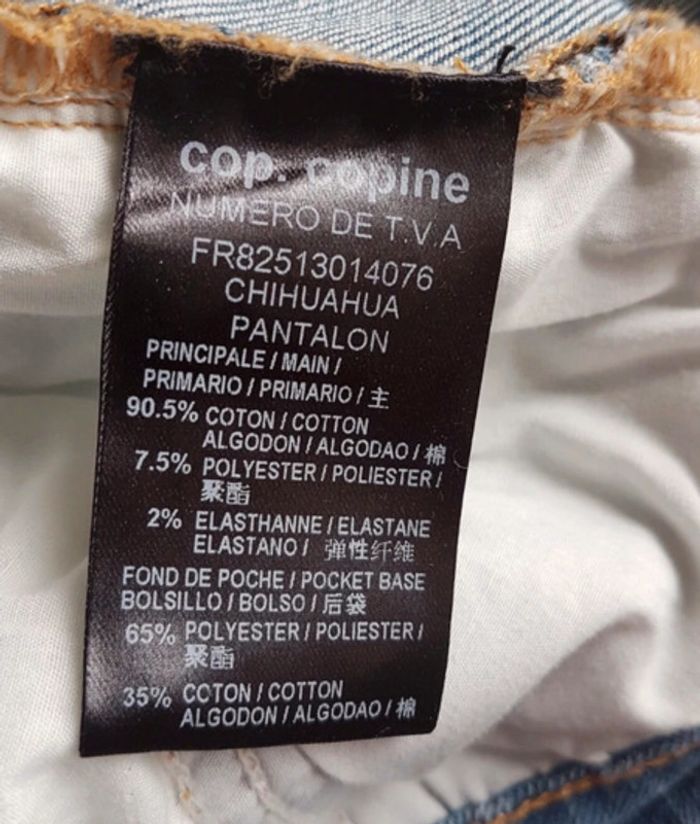 cop. copine
NUMERO DE T.V.A
FR82513014076
CHIHUAHUA
PANTALON
PRINCIPALE / MAIN /
PRIMARIO / PRIMARIO / 主
90.5% COTON / COTTON
ALGODON / ALGODAO / 棉
7.5% POLYESTER / POLIESTER /
聚酯
2% ELASTHANNE / ELASTANE
ELASTANO / 弹性纤维
FOND DE POCHE / POCKET BASE
BOLSILLO / BOLSO / 后袋
65% POLYESTER / POLIESTER /
聚酯
35% COTON / COTTON
ALGODON / ALGODAO / 棉